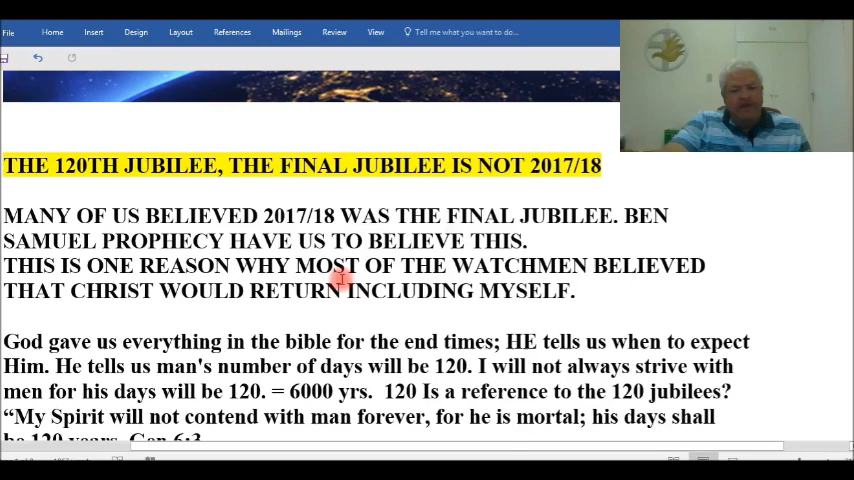 File Home Insert Design Layout References Mailings Review View Tell me what you want to do...
THE 120TH JUBILEE, THE FINAL JUBILEE IS NOT 2017/18
MANY OF US BELIEVED 2017/18 WAS THE FINAL JUBILEE. BEN
SAMUEL PROPHECY HAVE US TO BELIEVE THIS.
THIS IS ONE REASON WHY MOST OF THE WATCHMEN BELIEVED
THAT CHRIST WOULD RETURN INCLUDING MYSELF.
God gave us everything in the bible for the end times; HE tells us when to expect
Him. He tells us man's number of days will be 120. I will not always strive with
men for his days will be 120. = 6000 yrs. 120 Is a reference to the 120 jubilees?
“My Spirit will not contend with man forever, for he is mortal; his days shall
be 120 years. Gen 6:3